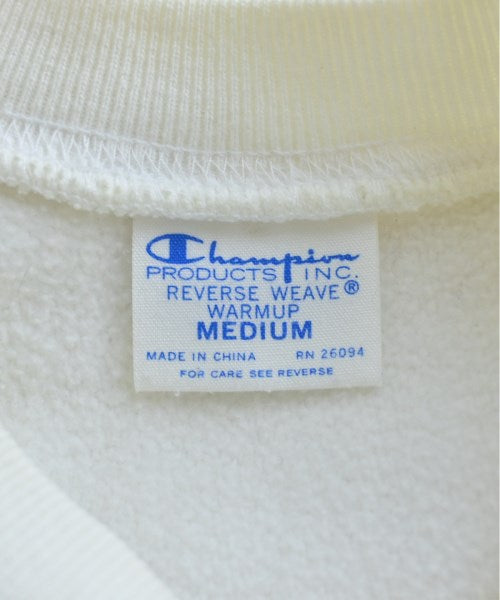 Champion
PRODUCTS INC.
REVERSE WEAVE®
WARMUP
MEDIUM
MADE IN CHINA RN 26094
FOR CARE SEE REVERSE